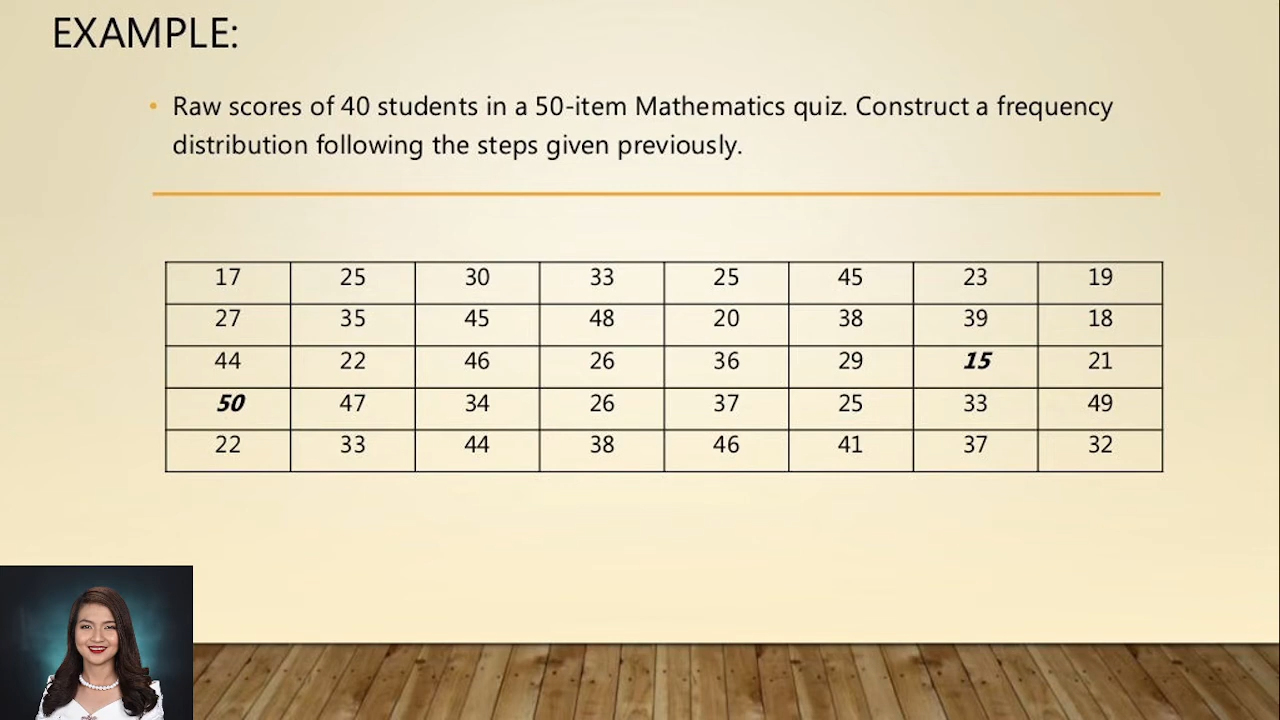 EXAMPLE:
• Raw scores of 40 students in a 50-item Mathematics quiz. Construct a frequency
distribution following the steps given previously.
17 25 30 33 25 45 23 19
27 35 45 48 20 38 39 18
44 22 46 26 36 29 15 21
50 47 34 26 37 25 33 49
22 33 44 38 46 41 37 32